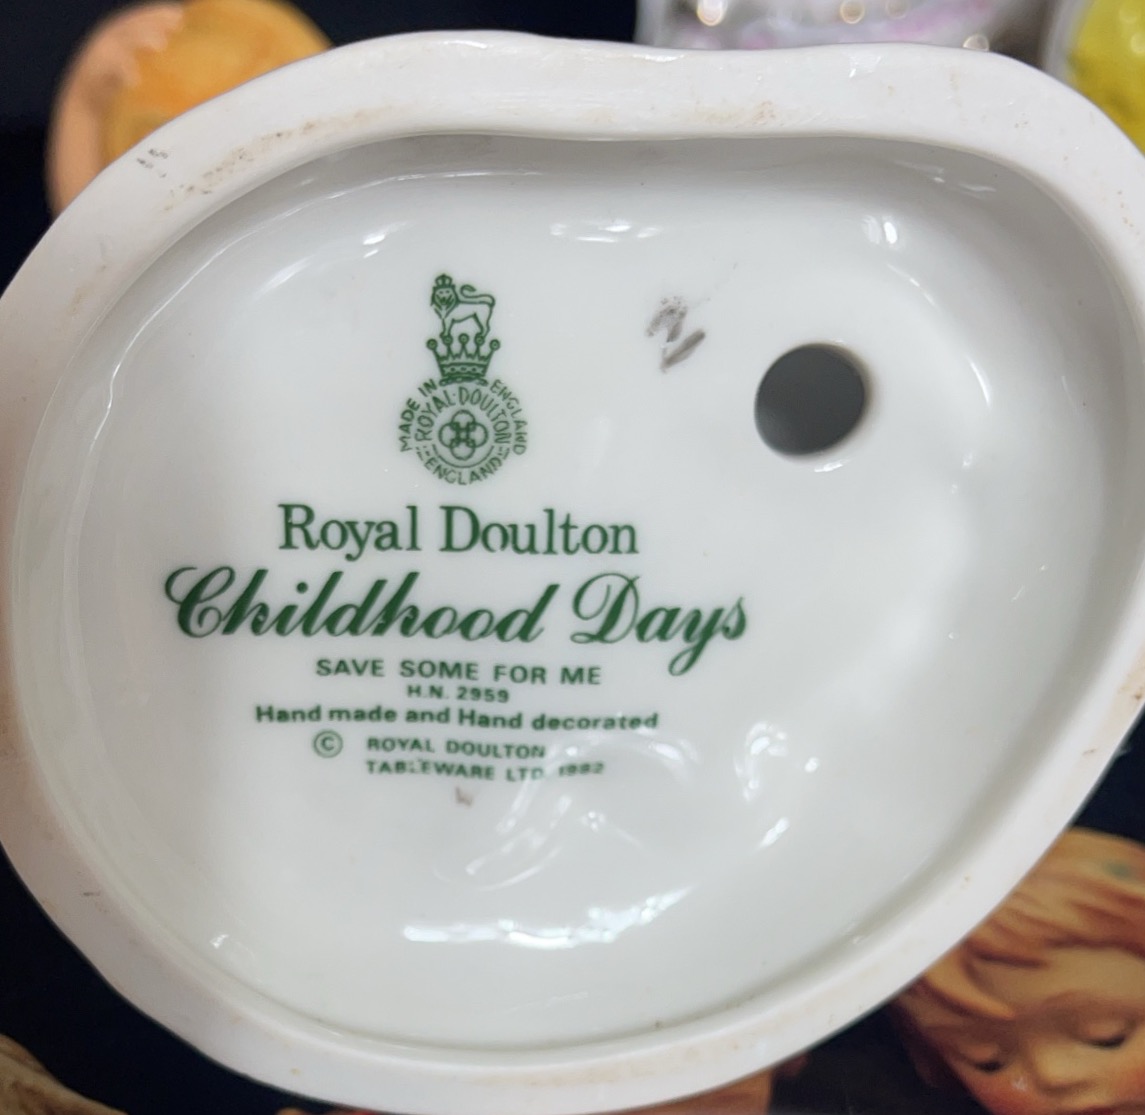 MADE IN ENGLAND
ROYAL·DOULTON
ENGLAND
Royal Doulton
Childhood Days
SAVE SOME FOR ME
H.N. 2959
Hand made and Hand decorated
© ROYAL DOULTON
TABLEWARE LTD 1982